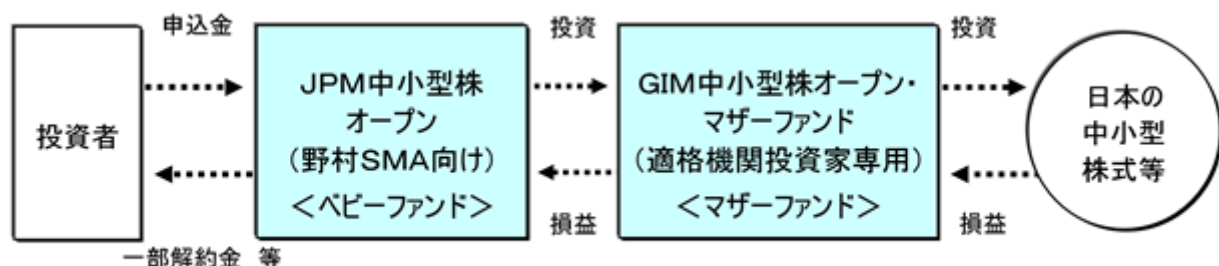 申込金
投資
投資
投資者
JPM中小型株
オープン
(野村SMA向け)
<ベビーファンド>
GIM中小型株オープン・
マザーファンド
(適格機関投資家専用)
<マザーファンド>
日本の
中小型
株式等
損益
損益
一部解約金 等